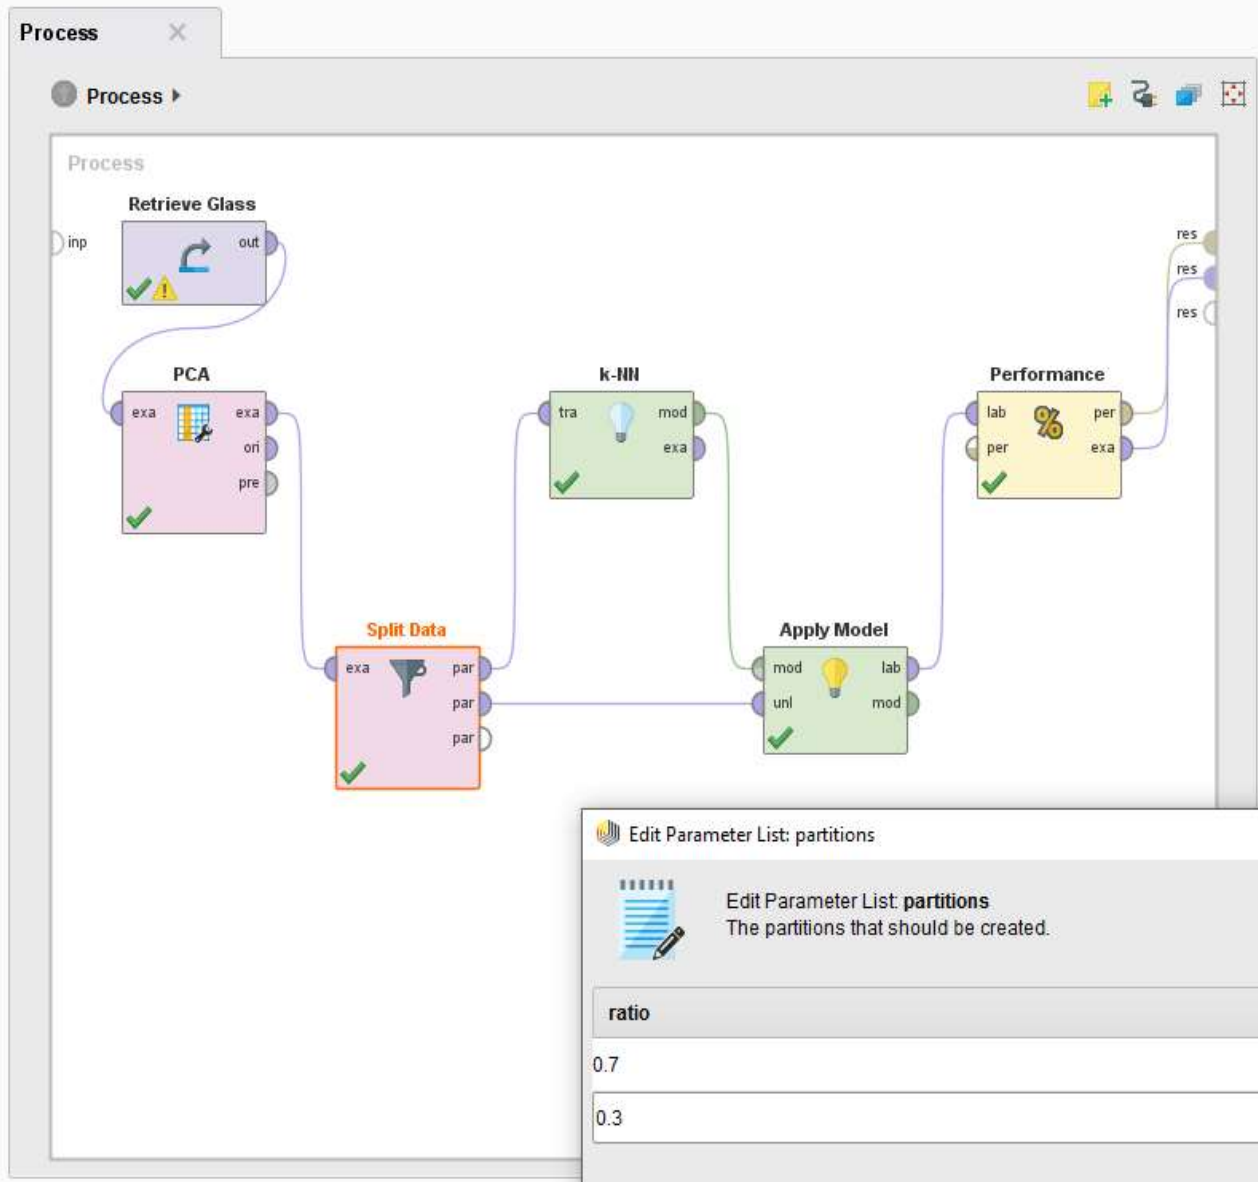 Process
Process
Process
Retrieve Glass
inp
out
res
res
res
PCA
exa
exa
ori
pre
k-NN
tra
mod
exa
Performance
lab
per
per
exa
Split Data
exa
par
par
par
Apply Model
mod
lab
unl
mod
Edit Parameter List: partitions
Edit Parameter List: partitions
The partitions that should be created.
ratio
0.7
0.3